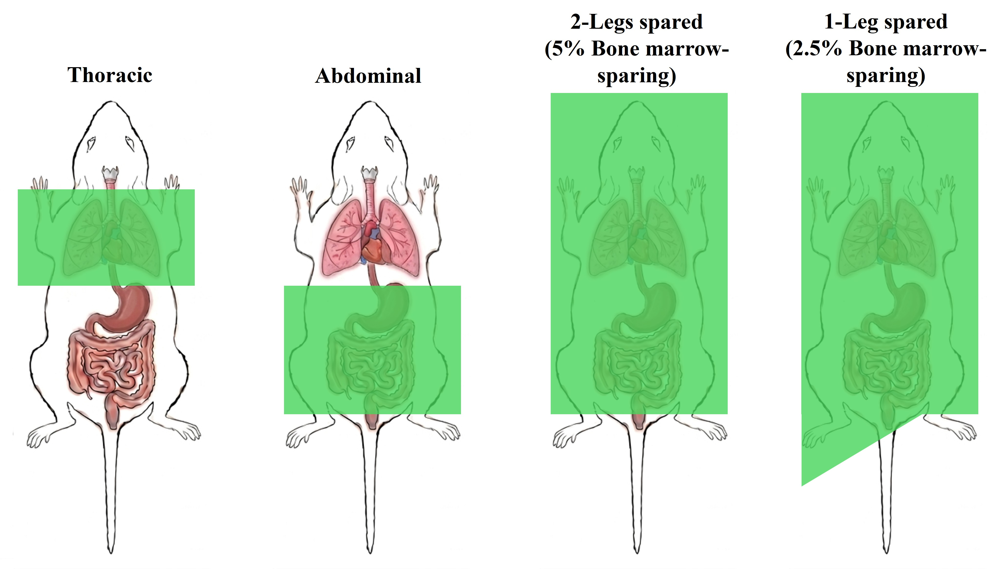 Thoracic
Abdominal
2-Legs spared
(5% Bone marrow-
sparing)
1-Leg spared
(2.5% Bone marrow-
sparing)